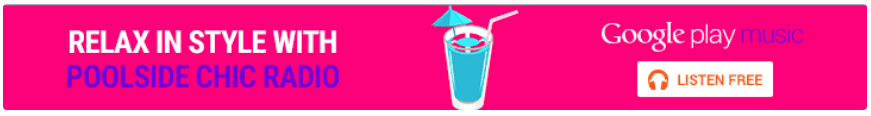 RELAX IN STYLE WITH
POOLSIDE CHIC RADIO
Google play music
LISTEN FREE